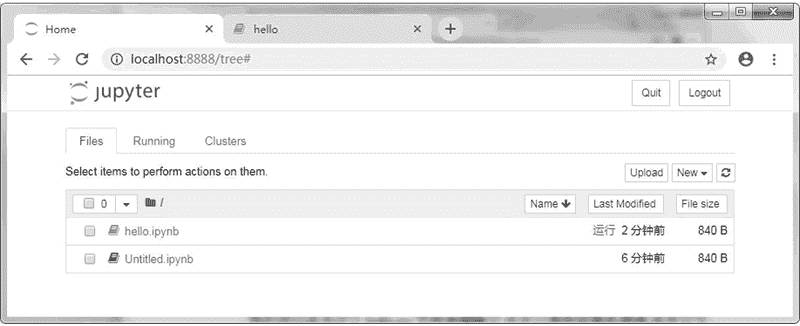 Home hello
localhost:8888/tree#
jupyter Quit Logout
Files Running Clusters
Select items to perform actions on them. Upload New
0 / Name Last Modified File size
hello.ipynb 运行 2 分钟前 840 B
Untitled.ipynb 6 分钟前 840 B